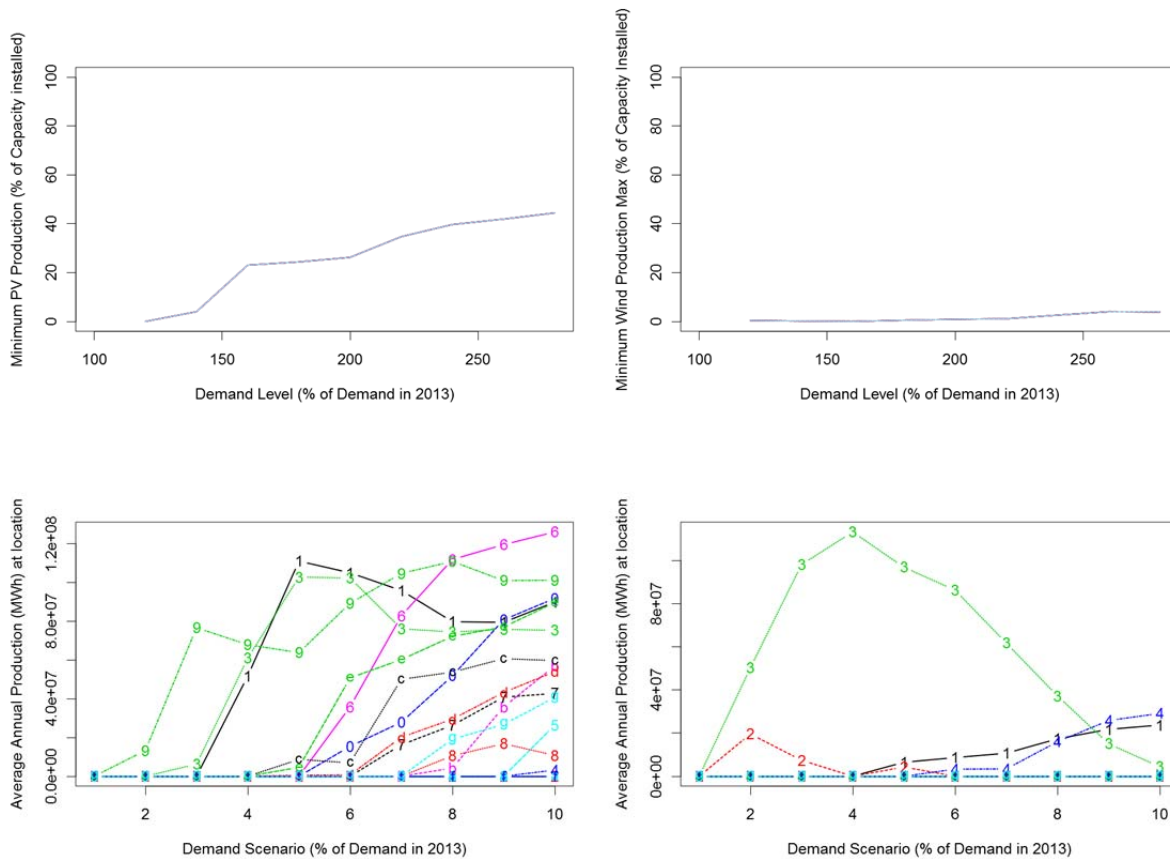 Minimum PV Production (% of Capacity installed)
100
80
60
40
20
0
100
150
200
250
Demand Level (% of Demand in 2013)
Minimum Wind Production Max (% of Capacity Installed)
100
80
60
40
20
0
100
150
200
250
Demand Level (% of Demand in 2013)
Average Annual Production (MWh) at location
1.2e+08
8.0e+07
4.0e+07
0.0e+00
2
4
6
8
10
Demand Scenario (% of Demand in 2013)
Average Annual Production (MWh) at location
8e+07
4e+07
0e+00
2
4
6
8
10
Demand Scenario (% of Demand in 2013)